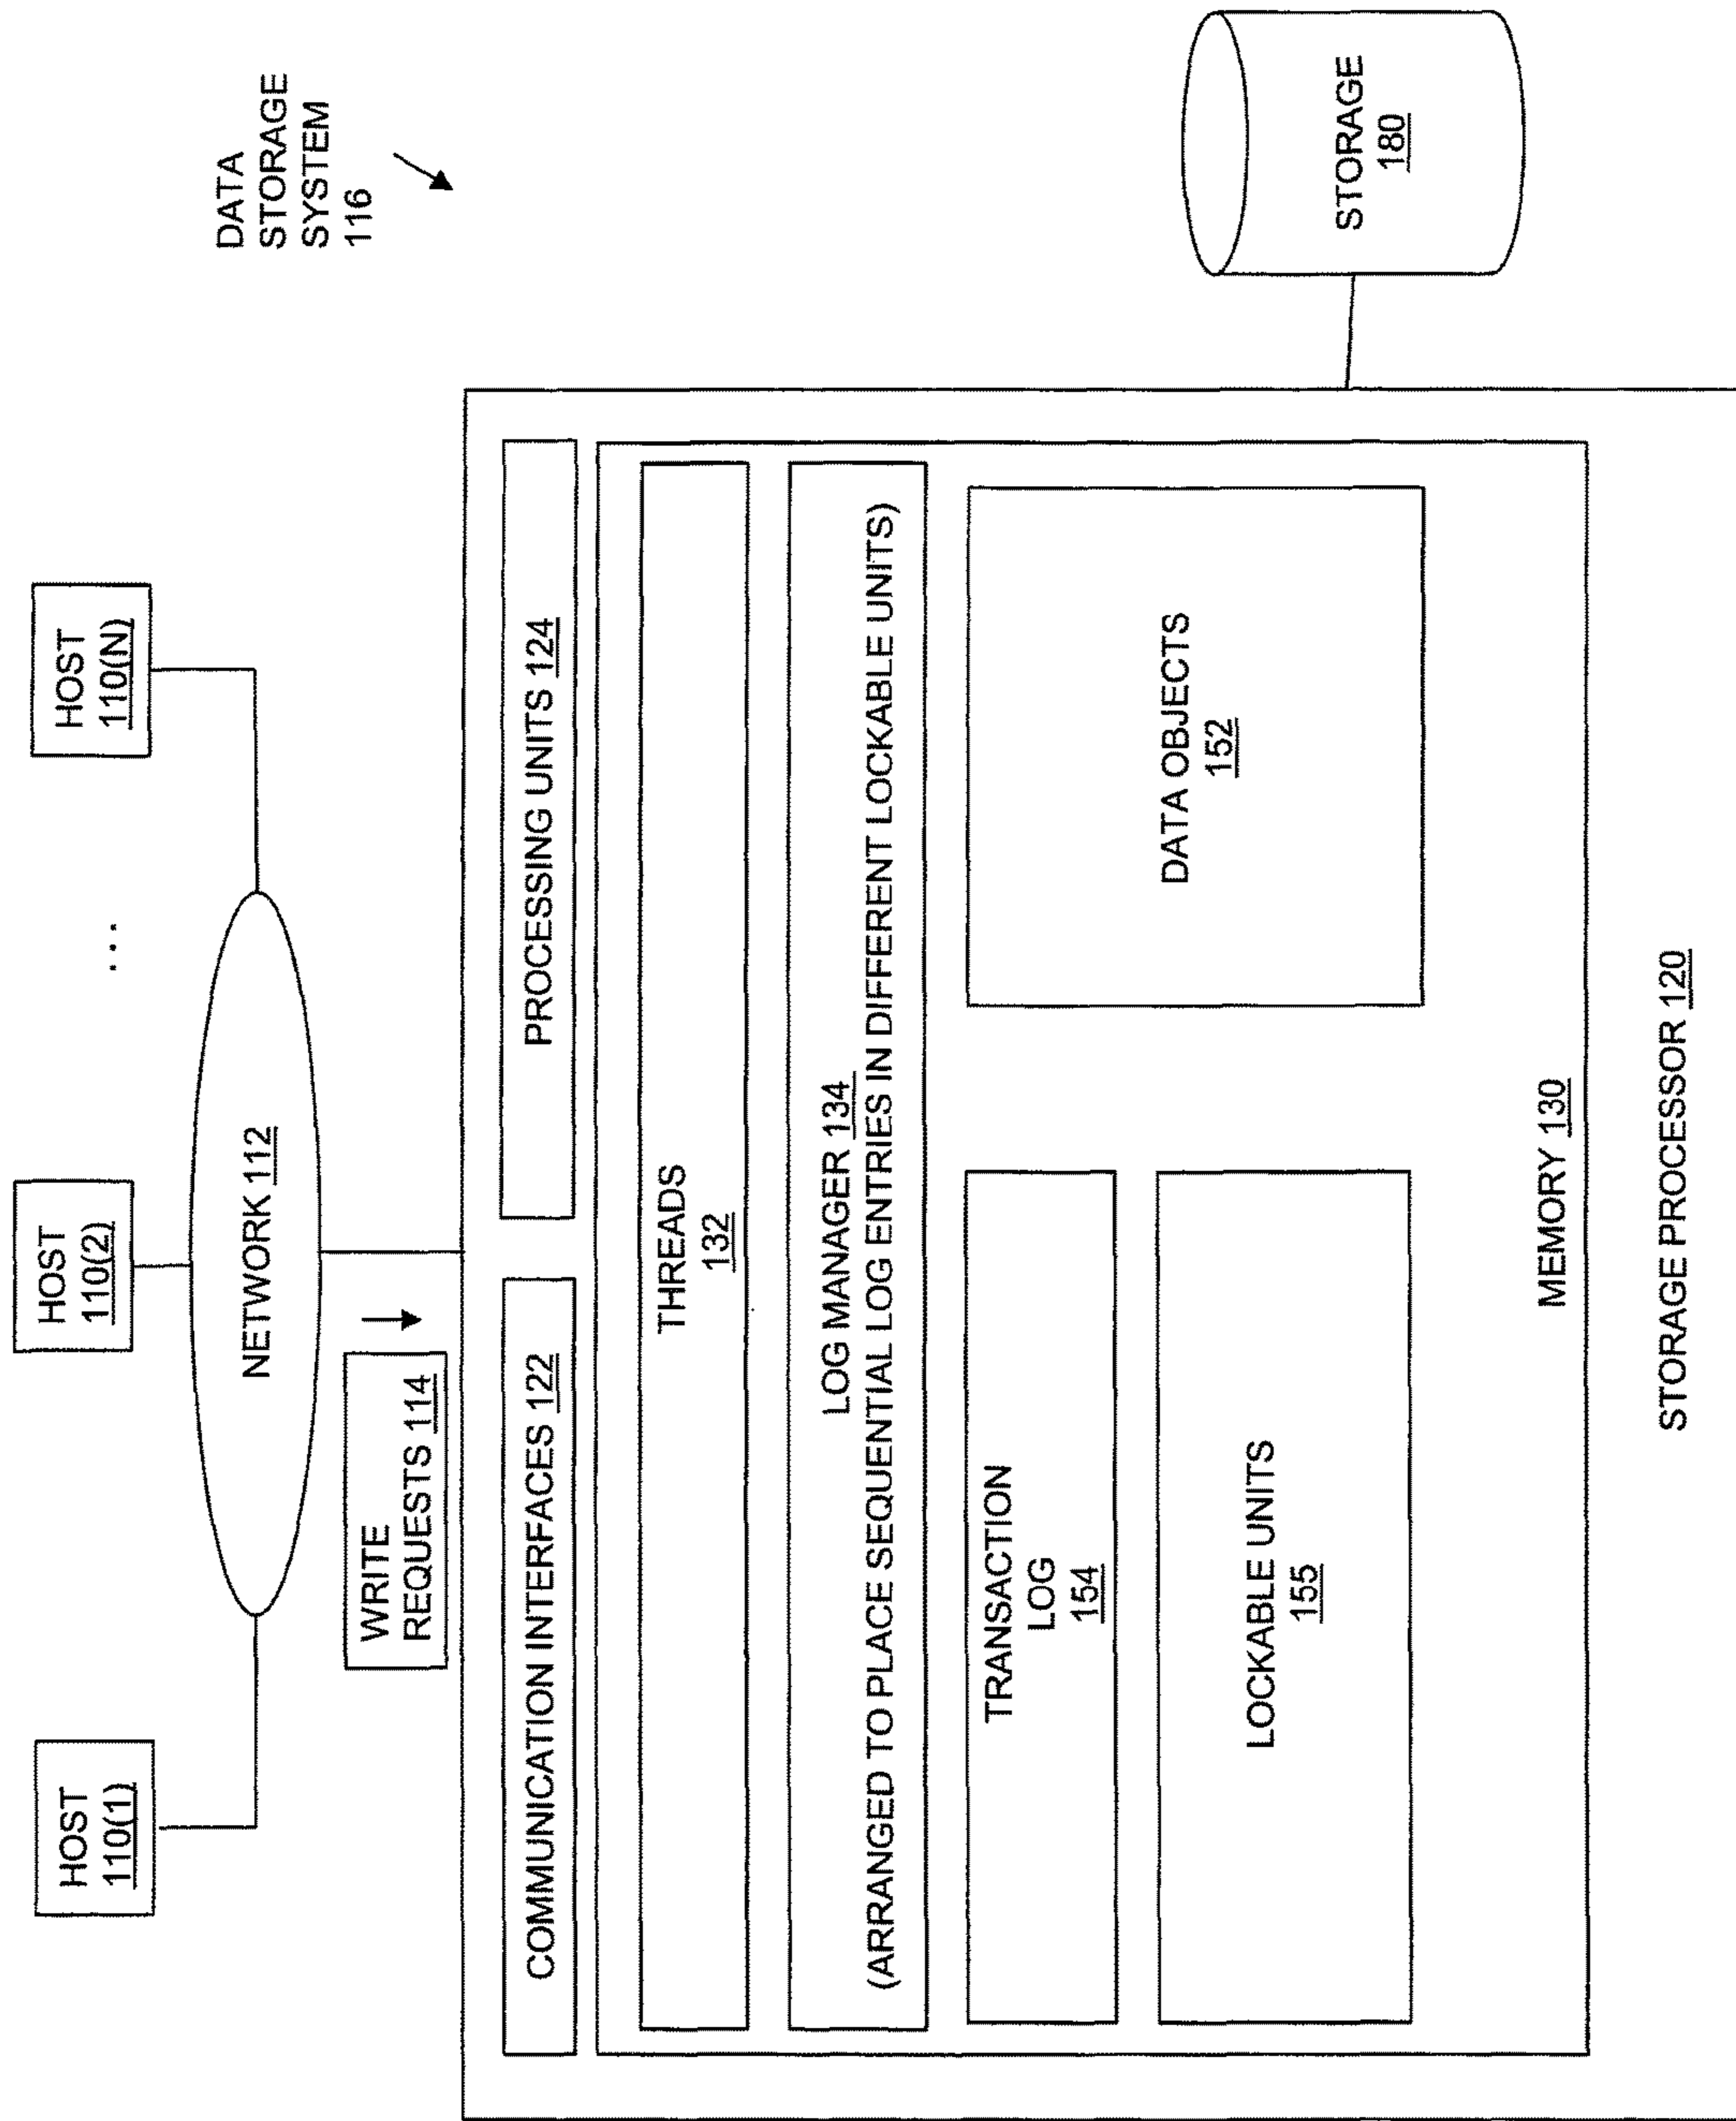 DATA
STORAGE
SYSTEM
116
HOST
110(1)
HOST
110(2)
...
HOST
110(N)
NETWORK 112
WRITE
REQUESTS 114
COMMUNICATION INTERFACES 122
PROCESSING UNITS 124
THREADS
132
LOG MANAGER 134
(ARRANGED TO PLACE SEQUENTIAL LOG ENTRIES IN DIFFERENT LOCKABLE UNITS)
TRANSACTION
LOG
154
LOCKABLE UNITS
155
DATA OBJECTS
152
MEMORY 130
STORAGE PROCESSOR 120
STORAGE
180